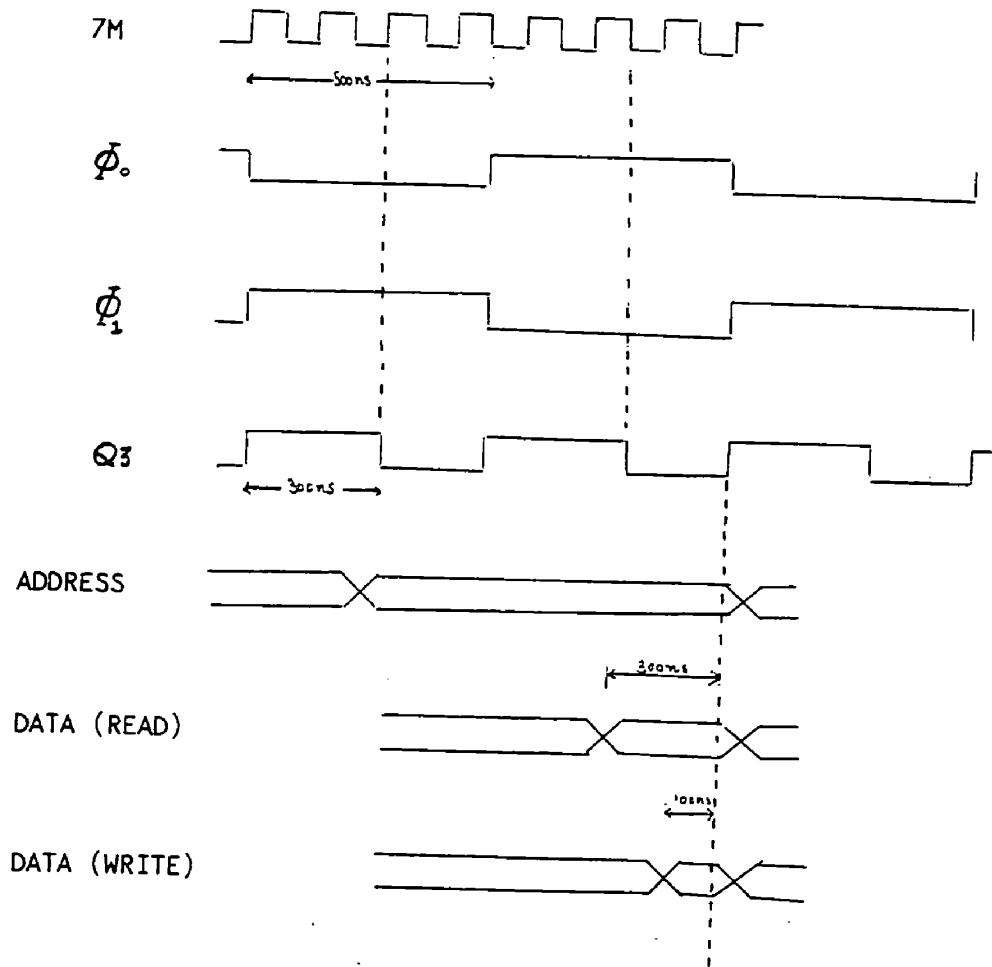 7M
500ns
Φ₀
Φ₁
Q3
300ns
ADDRESS
300ns
DATA (READ)
100ns
DATA (WRITE)